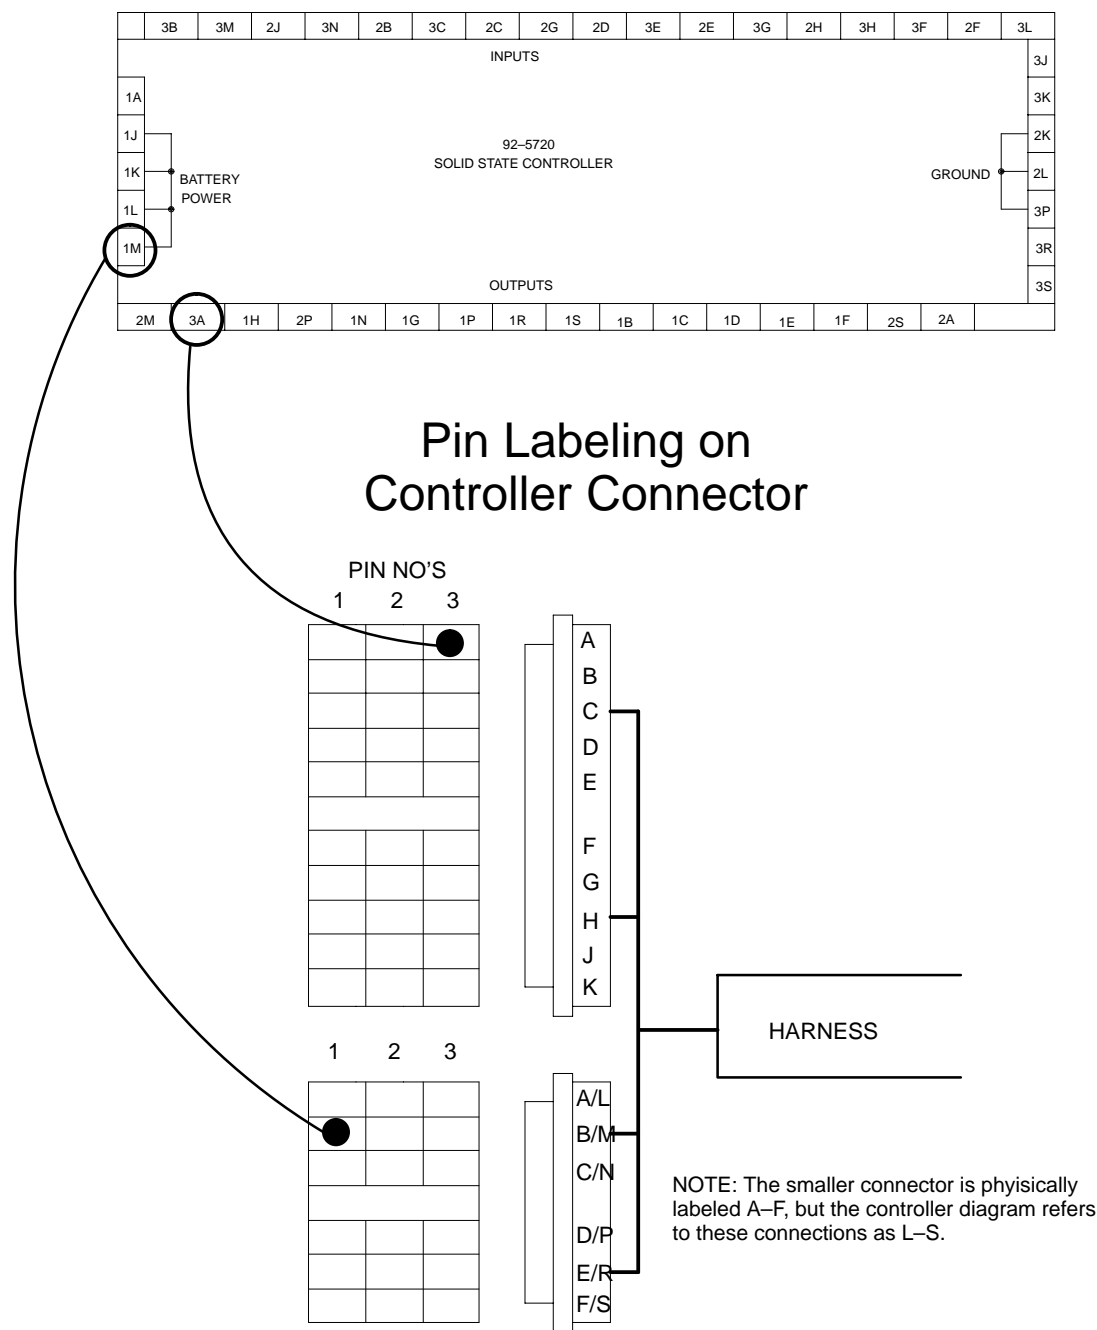 3B 3M 2J 3N 2B 3C 2C 2G 2D 3E 2E 3G 2H 3H 3F 2F 3L
INPUTS
3J
1A
3K
1J
2K
92–5720
SOLID STATE CONTROLLER
1K
BATTERY
POWER
GROUND
2L
1L
3P
1M
3R
OUTPUTS
3S
2M 3A 1H 2P 1N 1G 1P 1R 1S 1B 1C 1D 1E 1F 2S 2A
Pin Labeling on
Controller Connector
PIN NO'S
1 2 3
A
B
C
D
E
F
G
H
J
K
HARNESS
1 2 3
A/L
B/M
C/N
D/P
E/R
F/S
NOTE: The smaller connector is phyisically
labeled A–F, but the controller diagram refers
to these connections as L–S.